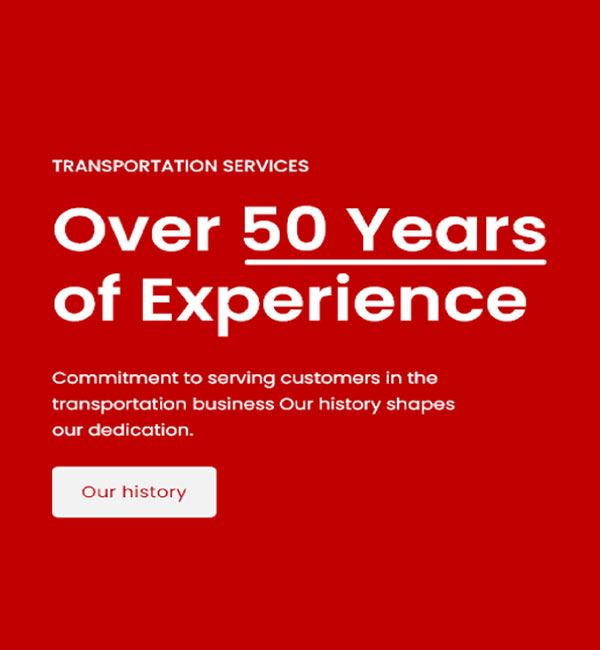 TRANSPORTATION SERVICES
Over 50 Years
of Experience
Commitment to serving customers in the
transportation business Our history shapes
our dedication.
Our history